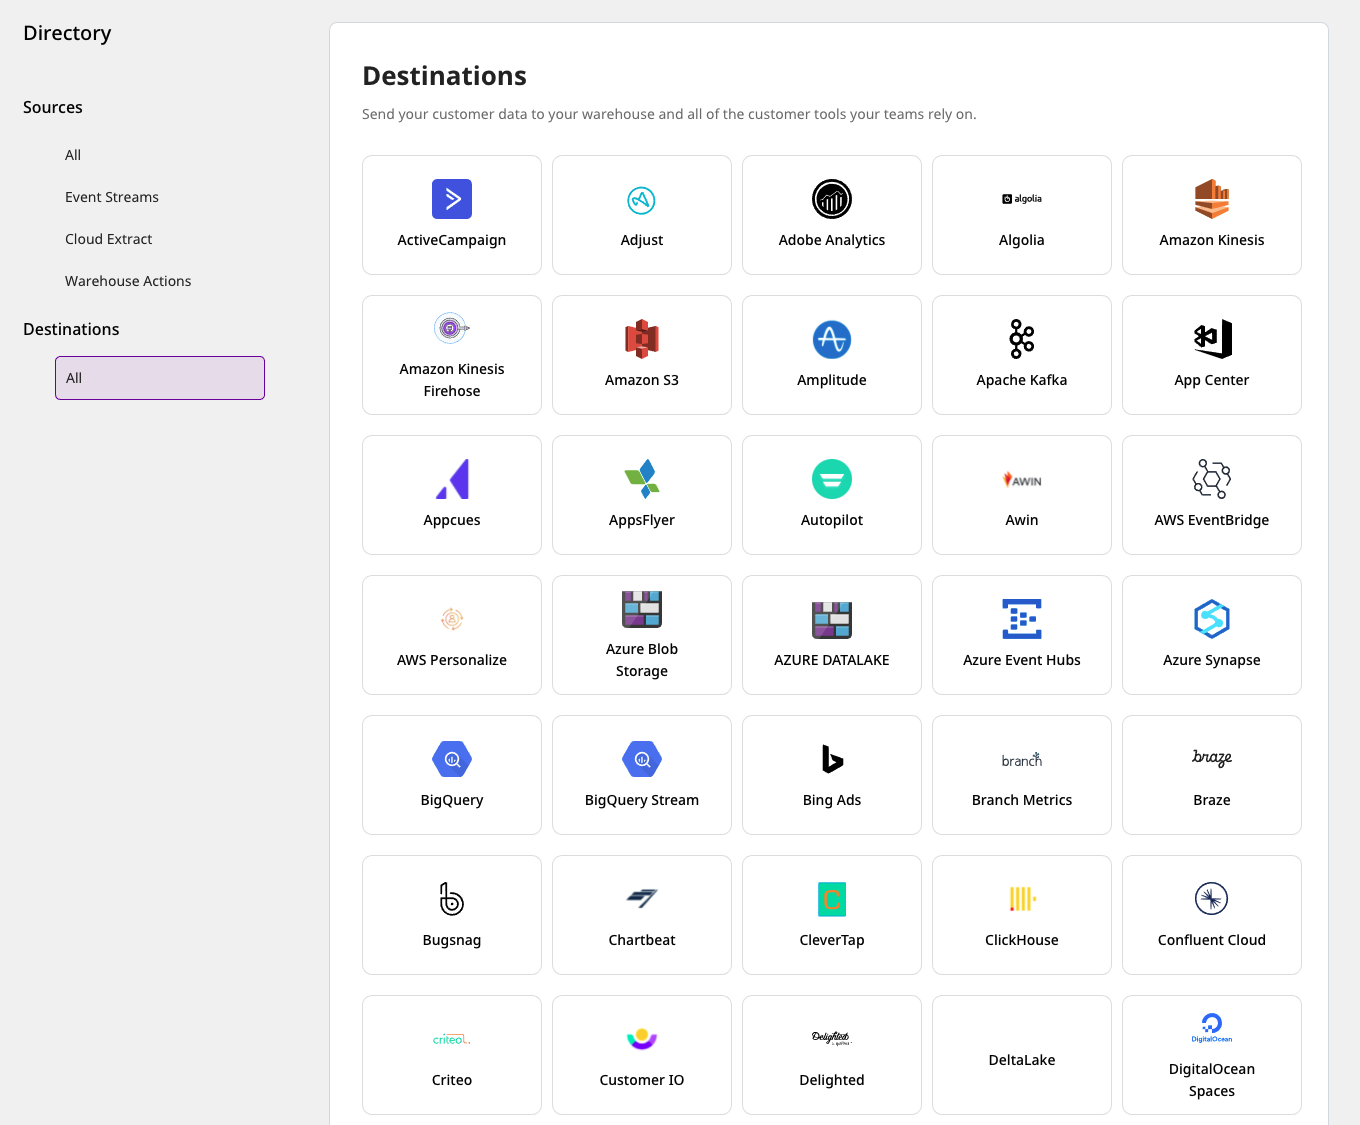 Directory
Sources
All
Event Streams
Cloud Extract
Warehouse Actions
Destinations
All
Destinations
Send your customer data to your warehouse and all of the customer tools your teams rely on.
ActiveCampaign
Adjust
Adobe Analytics
algolia
Algolia
Amazon Kinesis
Amazon Kinesis
Firehose
Amazon S3
Amplitude
Apache Kafka
App Center
Appcues
AppsFlyer
Autopilot
AWIN
Awin
AWS EventBridge
AWS Personalize
Azure Blob
Storage
AZURE DATALAKE
Azure Event Hubs
Azure Synapse
BigQuery
BigQuery Stream
Bing Ads
branch
Branch Metrics
braze
Braze
Bugsnag
Chartbeat
C
CleverTap
ClickHouse
Confluent Cloud
criteo
Criteo
Customer IO
Delighted
Delighted
DeltaLake
DigitalOcean
DigitalOcean
Spaces